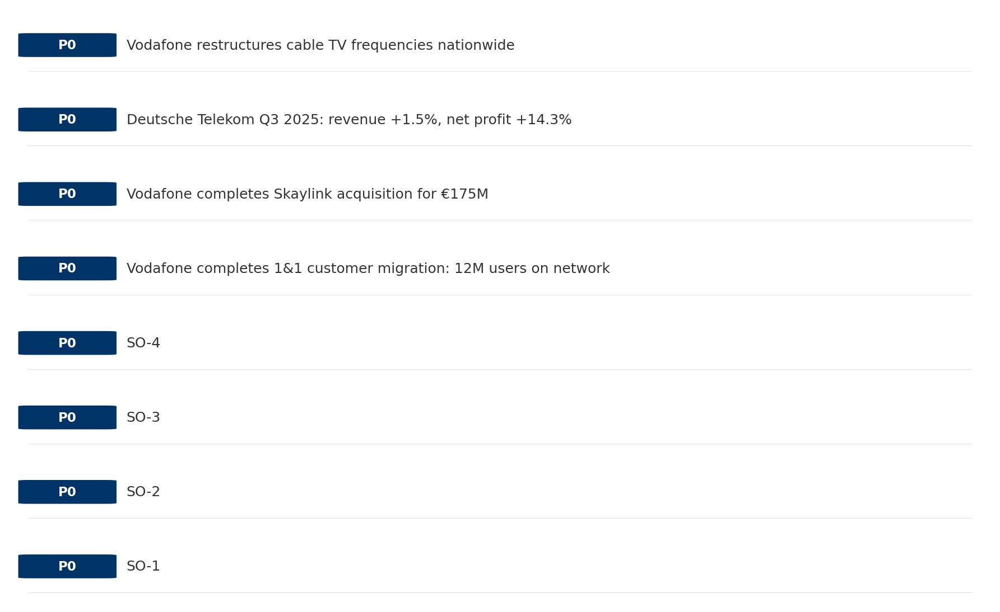 P0 Vodafone restructures cable TV frequencies nationwide
P0 Deutsche Telekom Q3 2025: revenue +1.5%, net profit +14.3%
P0 Vodafone completes Skaylink acquisition for €175M
P0 Vodafone completes 1&1 customer migration: 12M users on network
P0 SO-4
P0 SO-3
P0 SO-2
P0 SO-1